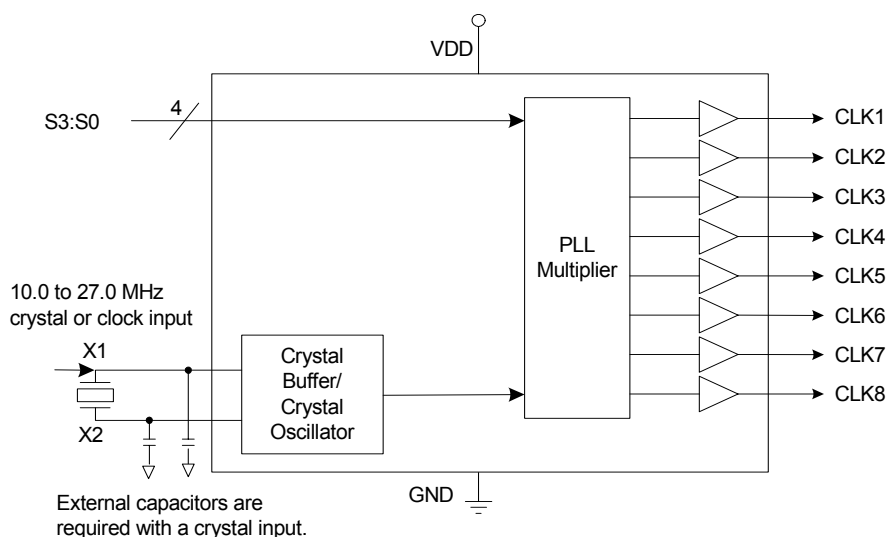 VDD
4
S3:S0
CLK1
CLK2
CLK3
CLK4
PLL
Multiplier
CLK5
CLK6
CLK7
CLK8
10.0 to 27.0 MHz
crystal or clock input
X1
X2
Crystal
Buffer/
Crystal
Oscillator
GND
External capacitors are
required with a crystal input.